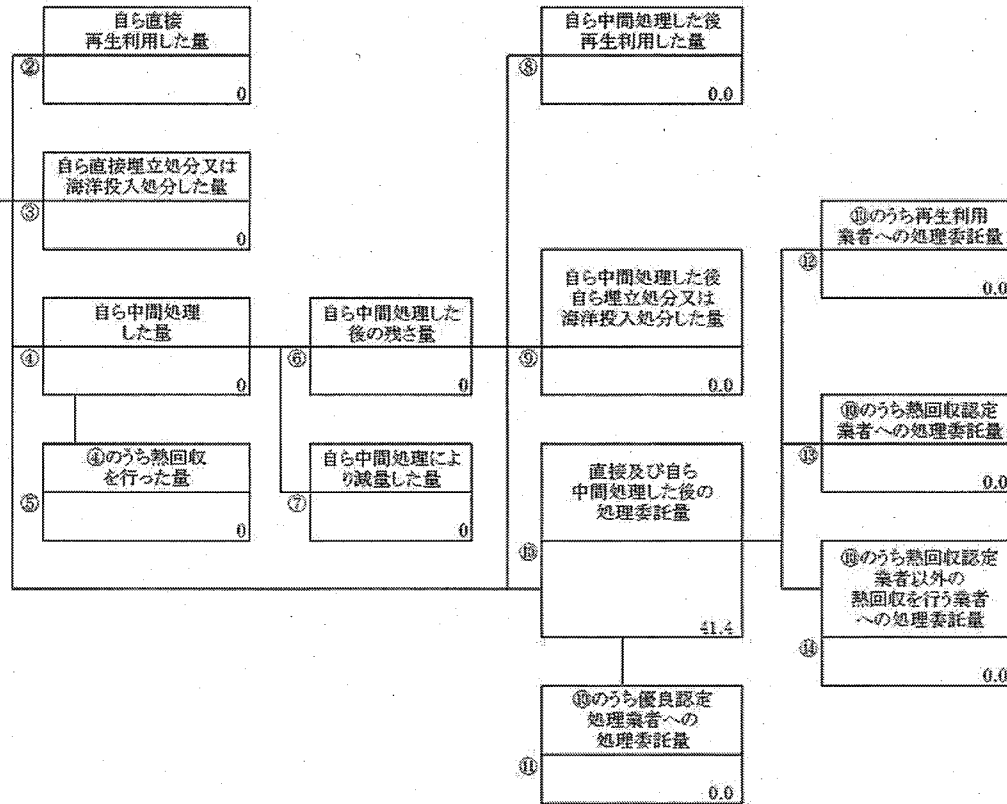 自ら直接
再生利用した量
②
0
自ら中間処理した後
再生利用した量
⑧
0.0
自ら直接埋立処分又は
海洋投入処分した量
③
0
⑩のうち再生利用
業者への処理委託量
⑫
0.0
自ら中間処理
した量
④
0
自ら中間処理した
後の残さ量
⑥
0
自ら中間処理した後
自ら埋立処分又は
海洋投入処分した量
⑨
0.0
④のうち熱回収
を行った量
⑤
0
自ら中間処理によ
り減量した量
⑦
0
直接及び自ら
中間処理した後の
処理委託量
⑩
41.4
⑩のうち熱回収認定
業者への処理委託量
⑬
0.0
⑩のうち熱回収認定
業者以外の
熱回収を行う業者
への処理委託量
⑭
0.0
⑩のうち優良認定
処理業者への
処理委託量
⑪
0.0